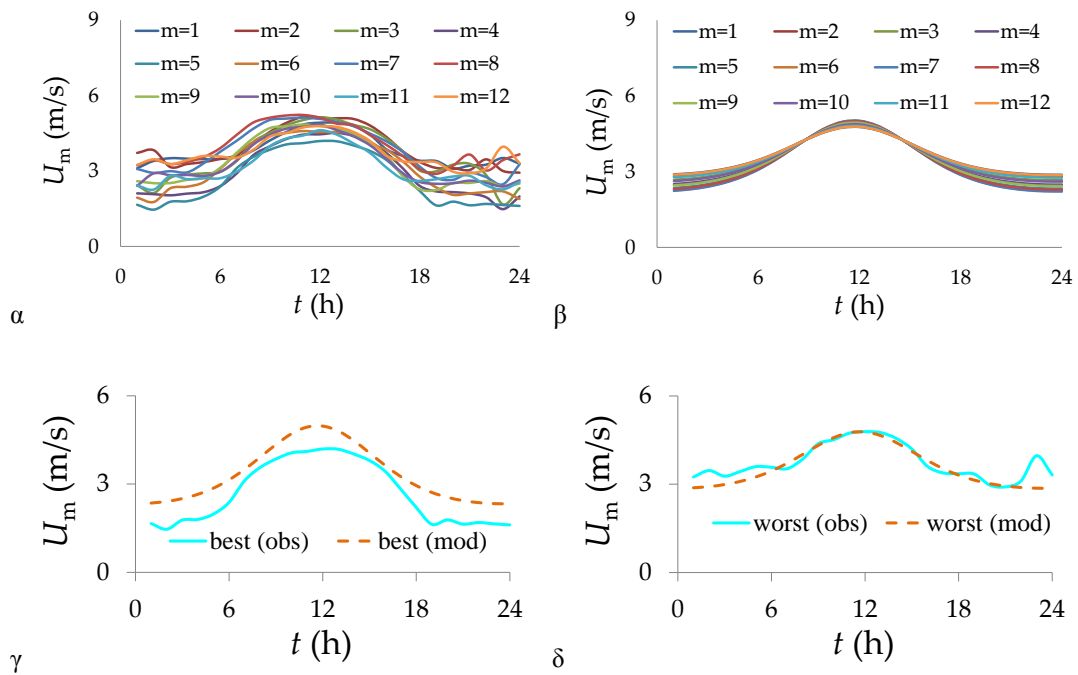 9
m=1 m=2 m=3 m=4
m=5 m=6 m=7 m=8
m=9 m=10 m=11 m=12
6
3
0
U_m (m/s)
0 6 12 18 24
t (h)
α
9
m=1 m=2 m=3 m=4
m=5 m=6 m=7 m=8
m=9 m=10 m=11 m=12
6
3
0
U_m (m/s)
0 6 12 18 24
t (h)
β
6
3
0
U_m (m/s)
best (obs) best (mod)
0 6 12 18 24
t (h)
γ
6
3
0
U_m (m/s)
worst (obs) worst (mod)
0 6 12 18 24
t (h)
δ